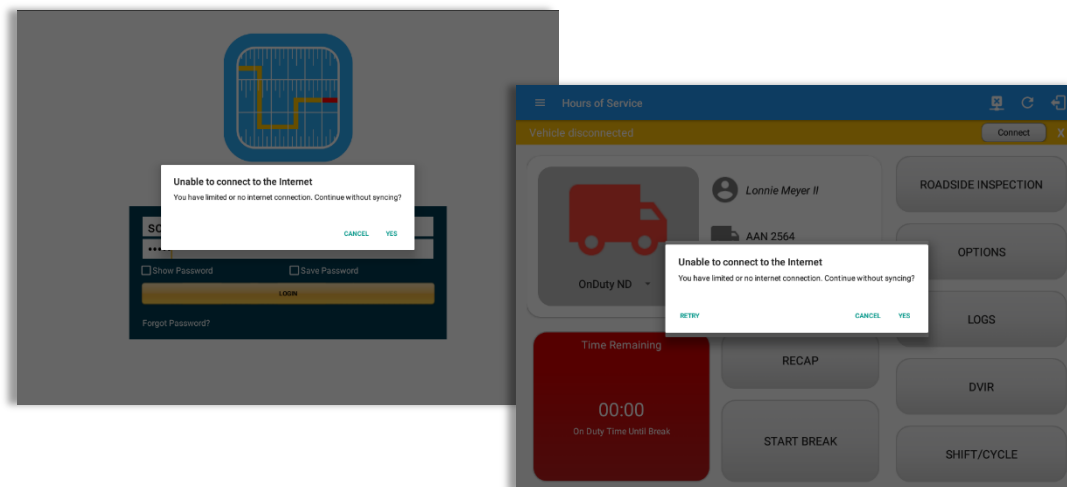 Unable to connect to the Internet
You have limited or no internet connection. Continue without syncing?
CANCEL YES
Show Password Save Password
LOGIN
Forgot Password?
Hours of Service
Vehicle disconnected Connect X
Lonnie Meyer II
AAN 2564
OnDuty ND
ROADSIDE INSPECTION
OPTIONS
Unable to connect to the Internet
You have limited or no internet connection. Continue without syncing?
RETRY CANCEL YES
LOGS
Time Remaining
00:00
On Duty Time Until Break
RECAP
START BREAK
DVIR
SHIFT/CYCLE